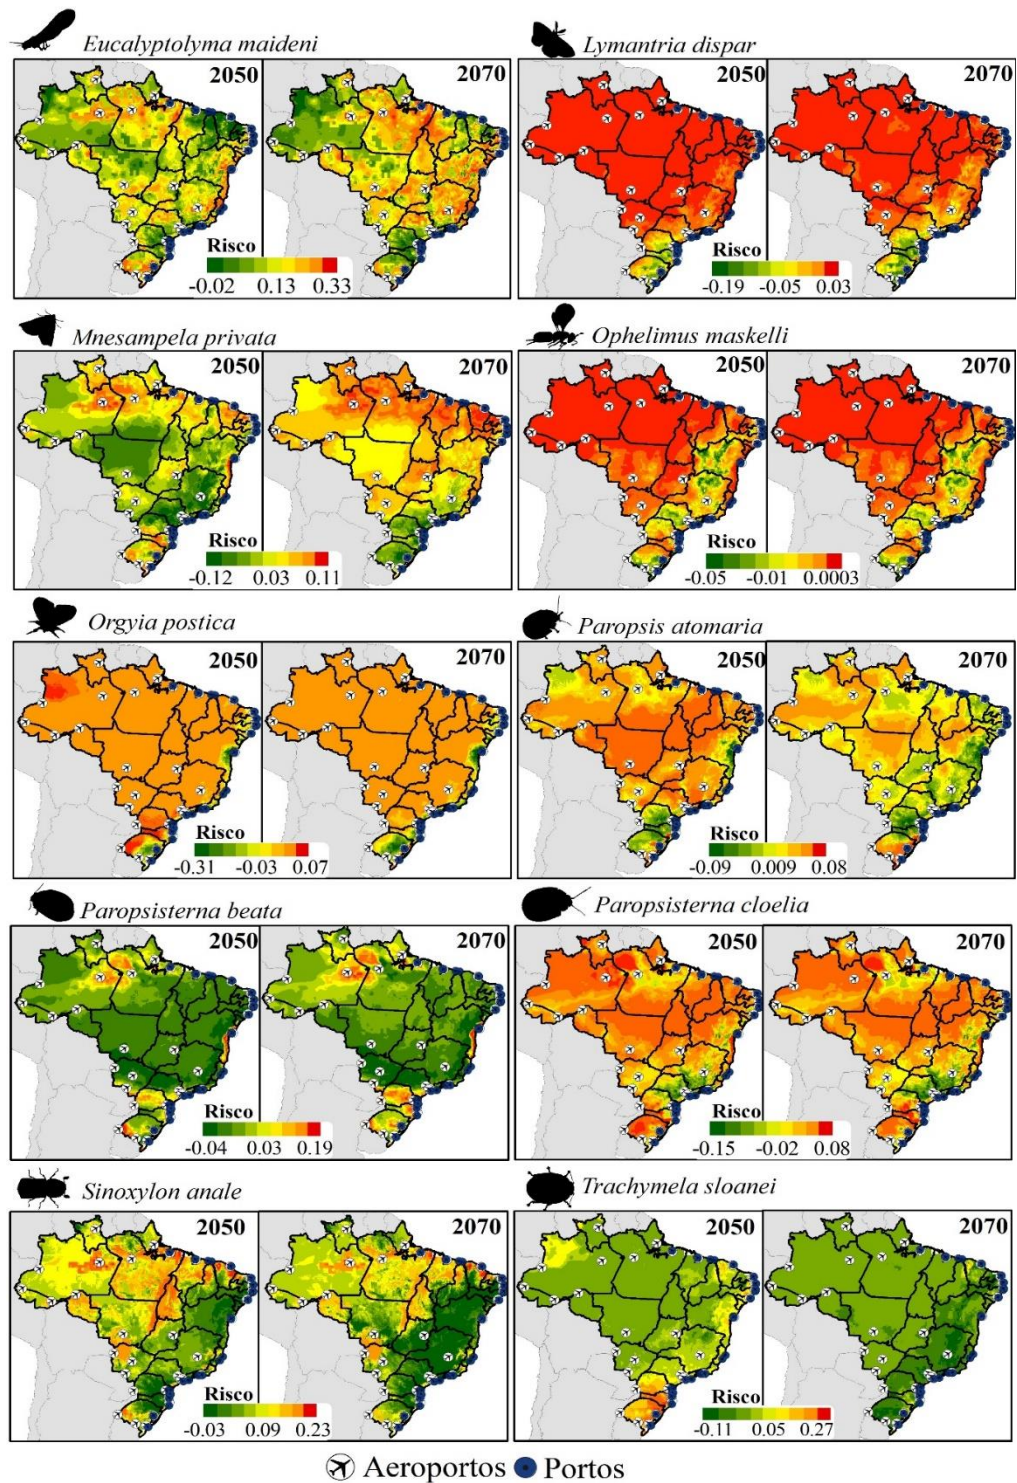 Eucalyptolyma maideni
2050
2070
Risco
-0.02 0.13 0.33
Lymantria dispar
2050
2070
Risco
-0.19 -0.05 0.03
Mnesampela privata
2050
2070
Risco
-0.12 0.03 0.11
Ophelimus maskelli
2050
2070
Risco
-0.05 -0.01 0.0003
Orgyia postica
2050
2070
Risco
-0.31 -0.03 0.07
Paropsis atomaria
2050
2070
Risco
-0.09 0.009 0.08
Paropsisterna beata
2050
2070
Risco
-0.04 0.03 0.19
Paropsisterna cloelia
2050
2070
Risco
-0.15 -0.02 0.08
Sinoxylon anale
2050
2070
Risco
-0.03 0.09 0.23
Trachymela sloanei
2050
2070
Risco
-0.11 0.05 0.27
Aeroportos Portos